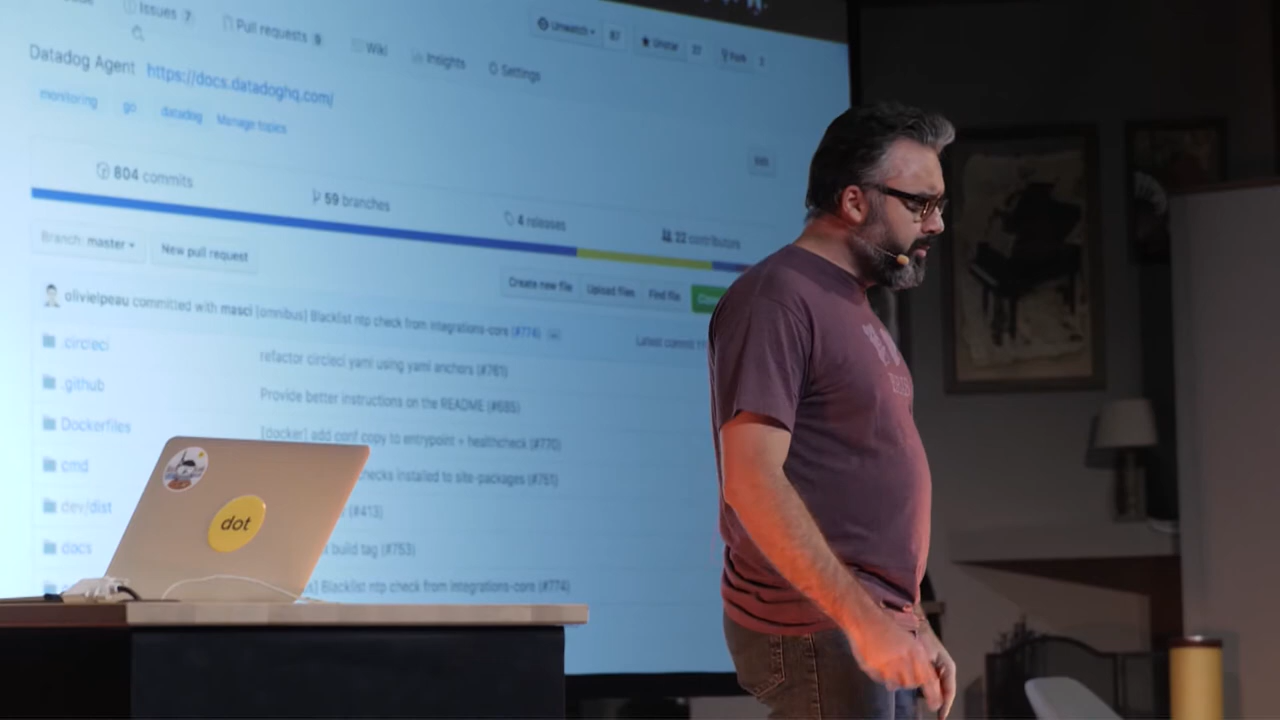 Issues 7
Pull requests 9
Wiki
Insights
Settings
Unwatch
67
Unstar
Fork
Datadog Agent https://docs.datadoghq.com/
monitoring go datadog Manage topics
Edit
804 commits
59 branches
4 releases
22 contributors
Branch: master
New pull request
Create new file
Upload files
Find file
olivielpeau committed with masci [omnibus] Blacklist ntp check from integrations-core (#774)
Latest commit
.circleci
refactor circleci yaml using yaml anchors (#761)
.github
Provide better instructions on the README (#685)
Dockerfiles
[docker] add conf copy to entrypoint + healthcheck (#770)
cmd
checks installed to site-packages (#751)
dev/dist
(#413)
docs
build tag (#753)
Blacklist ntp check from integrations-core (#774)
dot